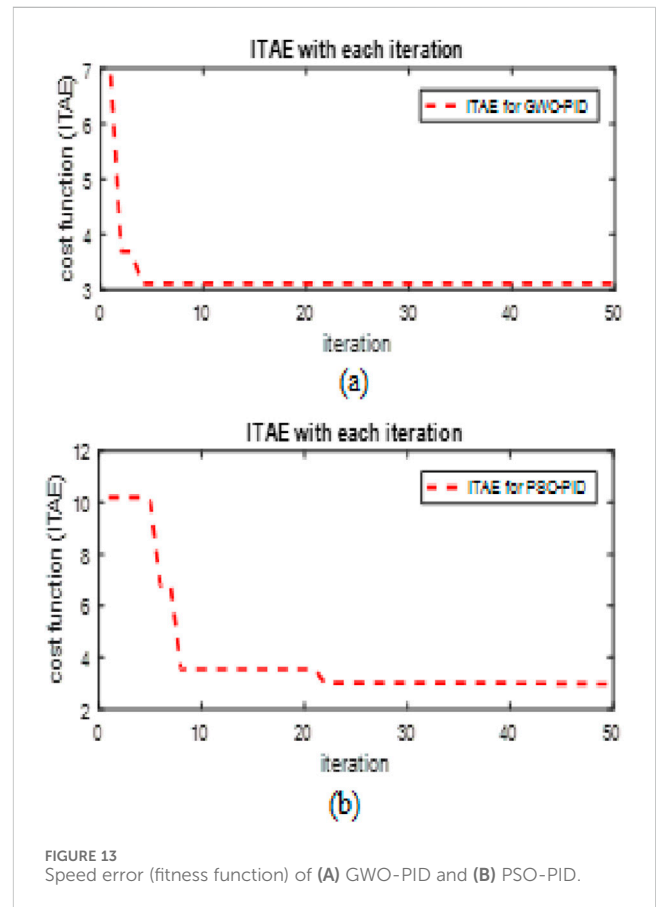 ITAE with each iteration
7
6
5
4
3
cost function (ITAE)
ITAE for GWO-PID
0 10 20 30 40 50
iteration
(a)
ITAE with each iteration
12
10
8
6
4
2
cost function (ITAE)
ITAE for PSO-PID
0 10 20 30 40 50
iteration
(b)
FIGURE 13
Speed error (fitness function) of (A) GWO-PID and (B) PSO-PID.